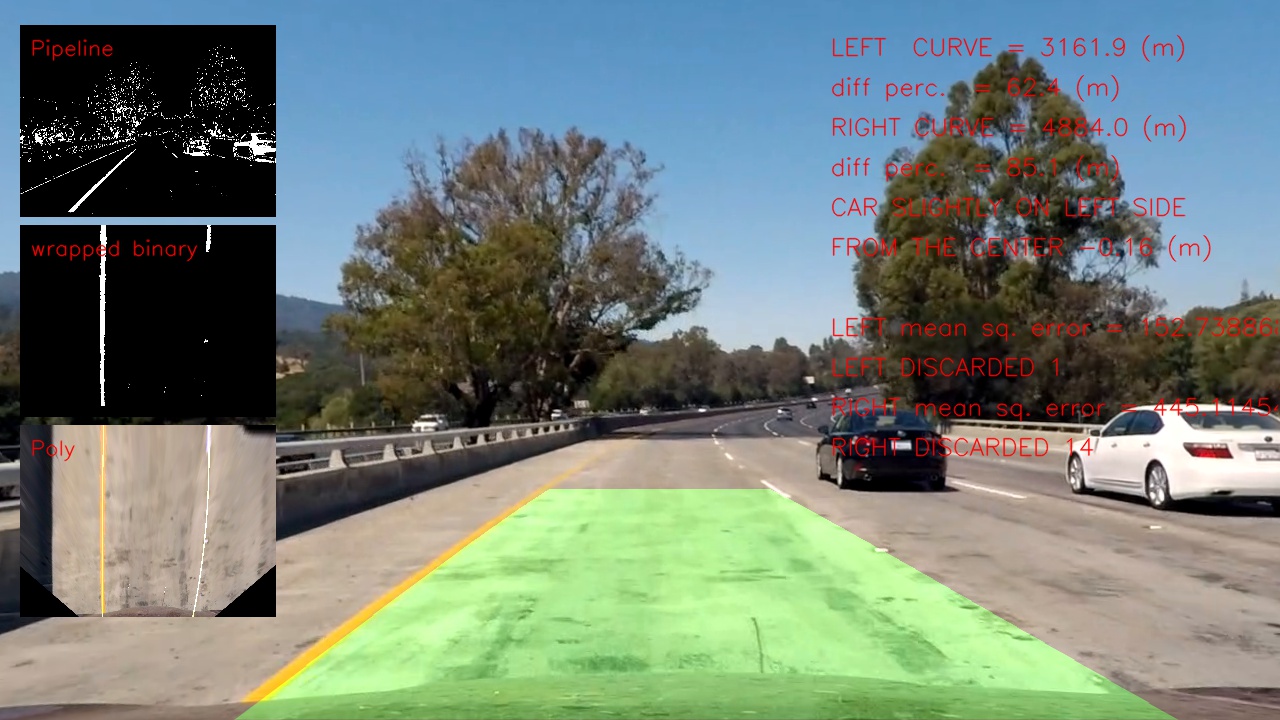 Pipeline
wrapped binary
Poly
LEFT  CURVE = 3161.9 (m)
diff perc.  = 62.4 (m)
RIGHT CURVE = 4884.0 (m)
diff perc.  = 85.1 (m)
CAR SLIGHTLY ON LEFT SIDE
FROM THE CENTER -0.16 (m)
LEFT mean sq. error = 152.73886
LEFT DISCARDED 1
RIGHT mean sq. error = 445.1145
RIGHT DISCARDED 14